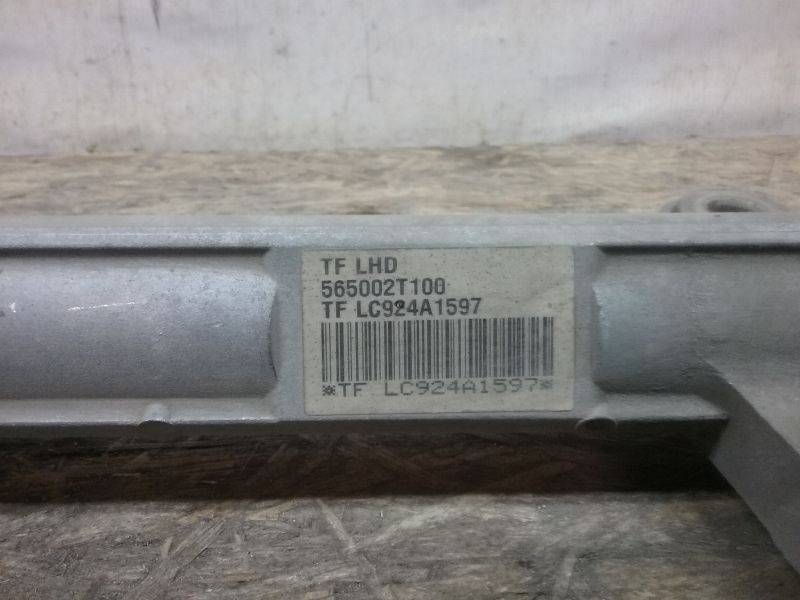 TF LHD
565002T100
TF LC924A1597
*TF LC924A1597*